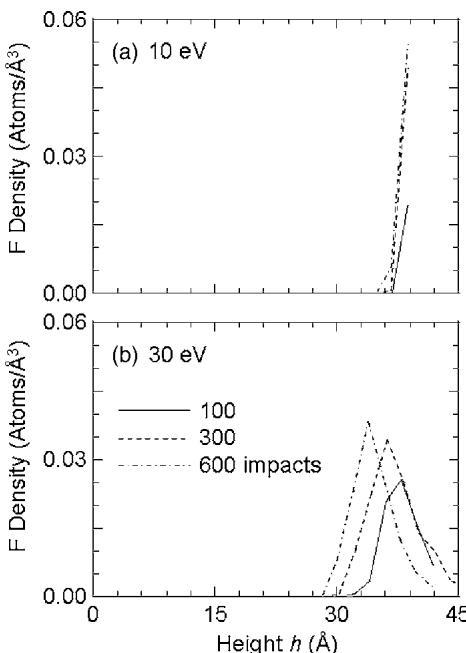 0.06
(a) 10 eV
0.03
0.00
F Density (Atoms/Å³)
0.06
(b) 30 eV
100
300
600 impacts
0.03
0.00
F Density (Atoms/Å³)
0 15 30 45
Height h (Å)